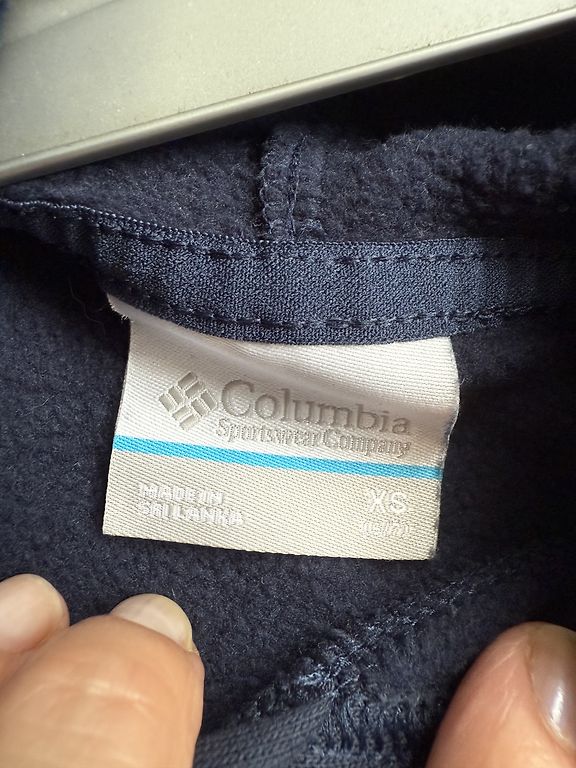 Columbia
Sportswear Company
MADE IN
SRI LANKA
XS